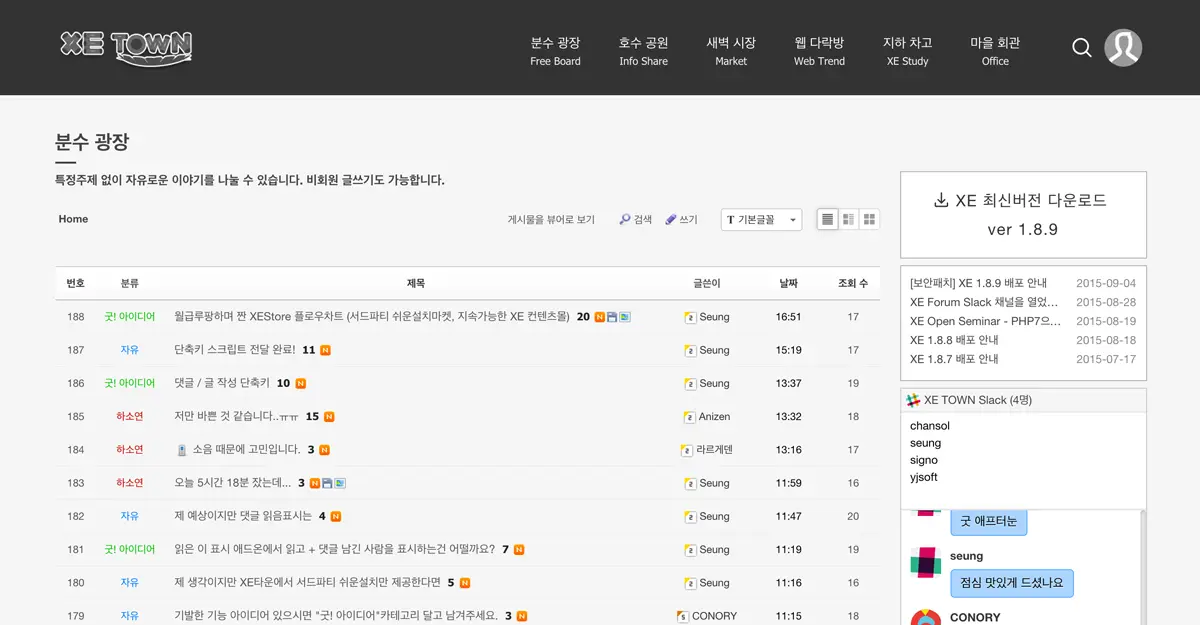 XE TOWN
분수 광장 호수 공원 새벽 시장 웹 다락방 지하 차고 마을 회관
Free Board Info Share Market Web Trend XE Study Office
분수 광장
특정주제 없이 자유로운 이야기를 나눌 수 있습니다. 비회원 글쓰기도 가능합니다.
Home 게시물을 뷰어로 보기 검색 쓰기 T 기본글꼴
번호 분류 제목 글쓴이 날짜 조회 수
188 굿! 아이디어 월급루팡하며 짠 XEStore 플로우차트 (서드파티 쉬운설치마켓, 지속가능한 XE 컨텐츠몰) 20 N Seung 16:51 17
187 자유 단축키 스크립트 전달 완료! 11 N Seung 15:19 17
186 굿! 아이디어 댓글 / 글 작성 단축키 10 N Seung 13:37 19
185 하소연 저만 바쁜 것 같습니다..ㅠㅠ 15 N Anizen 13:32 18
184 하소연 소음 때문에 고민입니다. 3 N 라르게덴 13:16 17
183 하소연 오늘 5시간 18분 잤는데... 3 N Seung 11:59 16
182 자유 제 예상이지만 댓글 읽음표시는 4 N Seung 11:47 20
181 굿! 아이디어 읽은 이 표시 애드온에서 읽고 + 댓글 남긴 사람을 표시하는건 어떨까요? 7 N Seung 11:19 19
180 자유 제 생각이지만 XE타운에서 서드파티 쉬운설치만 제공한다면 5 N Seung 11:16 16
179 자유 기발한 기능 아이디어 있으시면 "굿! 아이디어"카테고리 달고 남겨주세요. 3 N CONORY 11:15 18
XE 최신버전 다운로드
ver 1.8.9
[보안패치] XE 1.8.9 배포 안내 2015-09-04
XE Forum Slack 채널을 열었... 2015-08-28
XE Open Seminar - PHP7으... 2015-08-19
XE 1.8.8 배포 안내 2015-08-18
XE 1.8.7 배포 안내 2015-07-17
XE TOWN Slack (4명)
chansol
seung
signo
yjsoft
굿 애프터눈
seung
점심 맛있게 드셨나요
CONORY